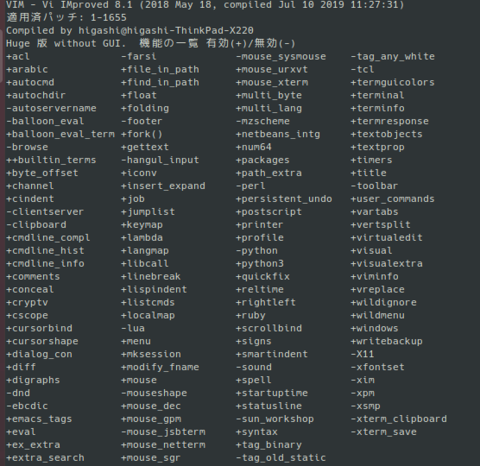 VIM - Vi IMproved 8.1 (2018 May 18, compiled Jul 10 2019 11:27:31)
適用済パッチ: 1-1655
Compiled by higashi@higashi-ThinkPad-X220
Huge 版 without GUI.  機能の一覧 有効(+)/無効(-)
+acl -farsi -mouse_sysmouse -tag_any_white
+arabic +file_in_path +mouse_urxvt -tcl
+autocmd +find_in_path +mouse_xterm +termguicolors
+autochdir +float +multi_byte +terminal
-autoservername +folding +multi_lang +terminfo
-balloon_eval -footer -mzscheme +termresponse
+balloon_eval_term +fork() +netbeans_intg +textobjects
-browse +gettext +num64 +textprop
++builtin_terms -hangul_input +packages +timers
+byte_offset +iconv +path_extra +title
+channel +insert_expand -perl -toolbar
+cindent +job +persistent_undo +user_commands
-clientserver +jumplist +postscript +vartabs
-clipboard +keymap +printer +vertsplit
+cmdline_compl +lambda +profile +virtualedit
+cmdline_hist +langmap -python +visual
+cmdline_info +libcall +python3 +visualextra
+comments +linebreak +quickfix +viminfo
+conceal +lispindent +reltime +vreplace
+cryptv +listcmds +rightleft +wildignore
+cscope +localmap +ruby +wildmenu
+cursorbind -lua +scrollbind +windows
+cursorshape +menu +signs +writebackup
+dialog_con +mksession +smartindent -X11
+diff +modify_fname -sound -xfontset
+digraphs +mouse +spell -xim
-dnd -mouseshape +startuptime -xpm
-ebcdic +mouse_dec +statusline -xsmp
+emacs_tags +mouse_gpm -sun_workshop -xterm_clipboard
+eval -mouse_jsbterm +syntax -xterm_save
+ex_extra +mouse_netterm +tag_binary
+extra_search +mouse_sgr -tag_old_static